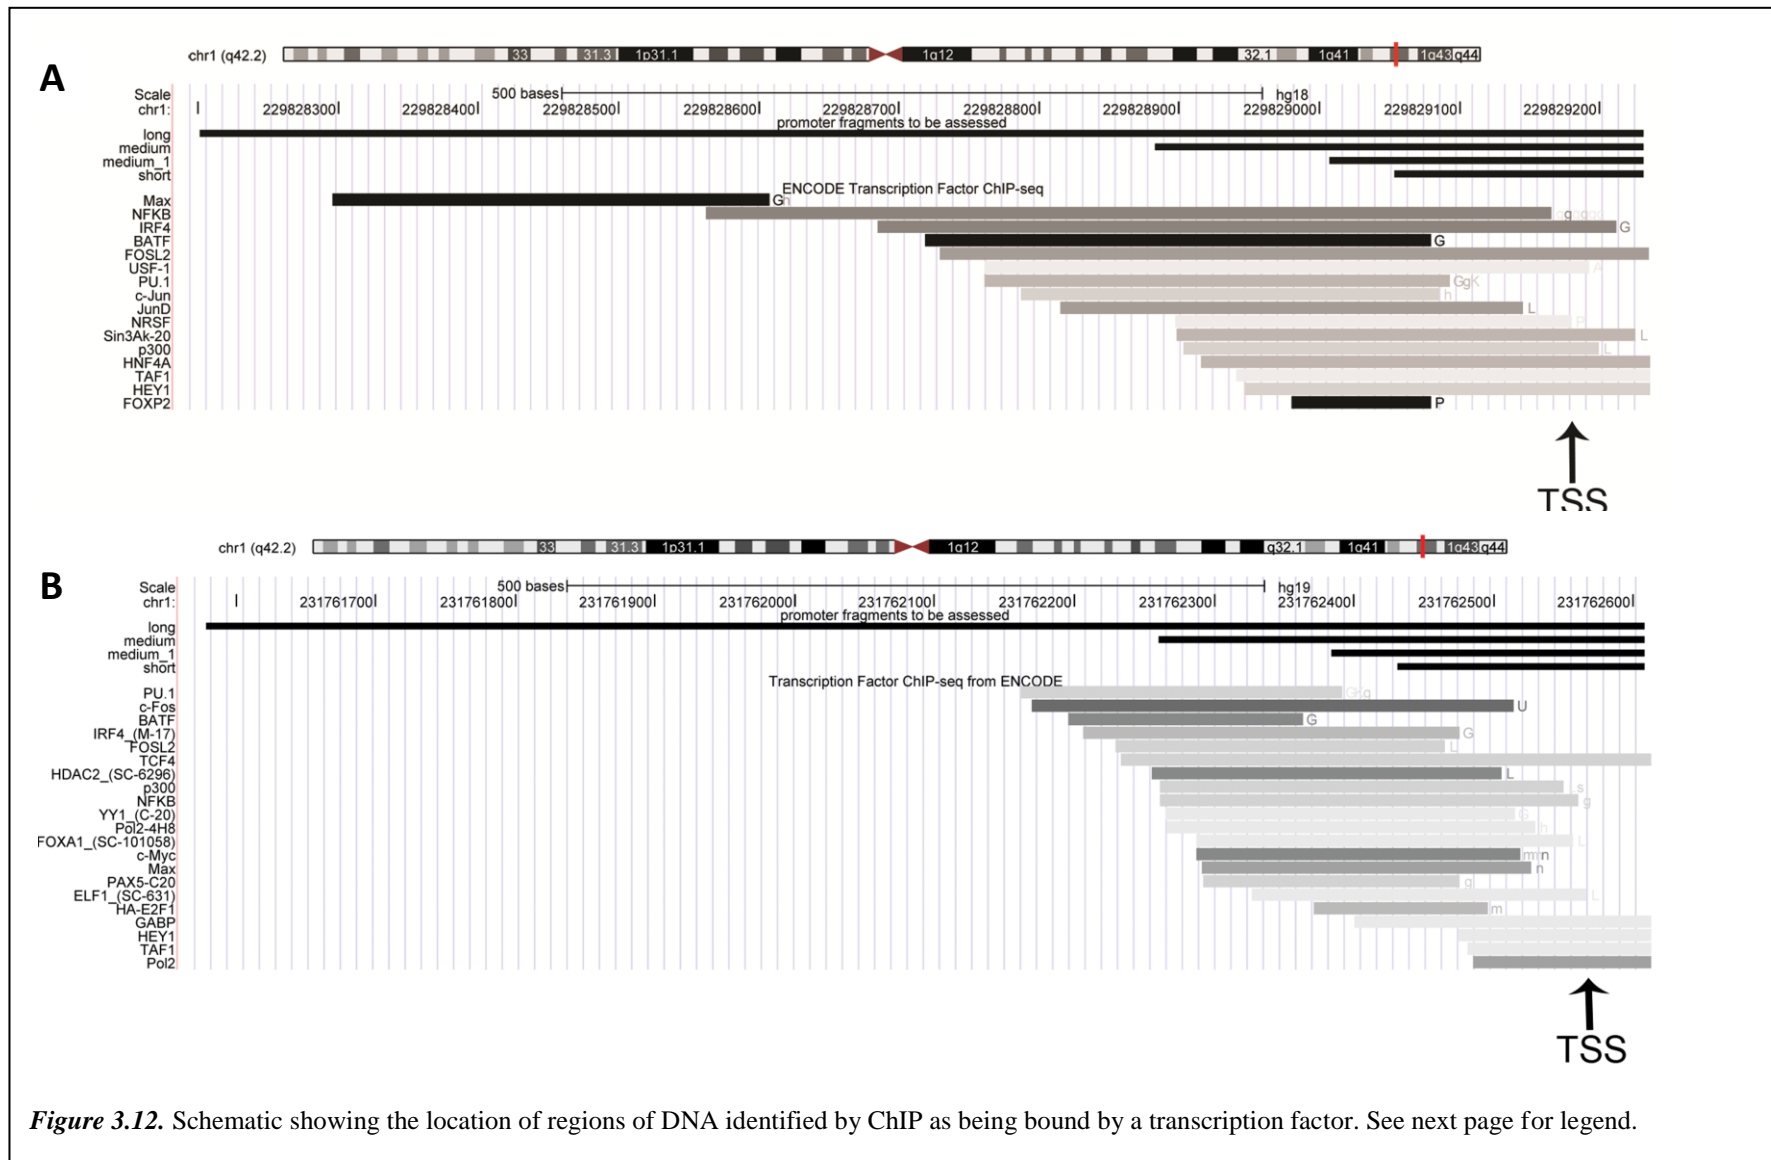 A
chr1 (q42.2) 33 31.3 1p31.1 1q12 32.1 1q41 1q43 q44
Scale 500 bases hg18
chr1: 229828300 229828400 229828500 229828600 229828700 229828800 229828900 229829000 229829100 229829200
promoter fragments to be assessed
long
medium
medium_1
short
ENCODE Transcription Factor ChIP-seq
Max Gh
NFKB g
IRF4 G
BATF G
FOSL2
USF-1 A
PU.1 GgK
c-Jun h
JunD L
NRSF P
Sin3Ak-20 L
p300 L
HNF4A
TAF1
HEY1
FOXP2 P
TSS
B
chr1 (q42.2) 33 31.3 1p31.1 1q12 q32.1 1q41 1q43 q44
Scale 500 bases hg19
chr1: 231761700 231761800 231761900 231762000 231762100 231762200 231762300 231762400 231762500 231762600
promoter fragments to be assessed
long
medium
medium_1
short
Transcription Factor ChIP-seq from ENCODE
PU.1
c-Fos U
BATF G
IRF4_(M-17) G
FOSL2 L
TCF4
HDAC2_(SC-6296) L
p300 s
NFKB g
YY1_(C-20) G
Pol2-4H8 h
FOXA1_(SC-101058) L
c-Myc
Max n
PAX5-C20 g
ELF1_(SC-631) L
HA-E2F1 m
GABP
HEY1
TAF1
Pol2
TSS
Figure 3.12. Schematic showing the location of regions of DNA identified by ChIP as being bound by a transcription factor. See next page for legend.